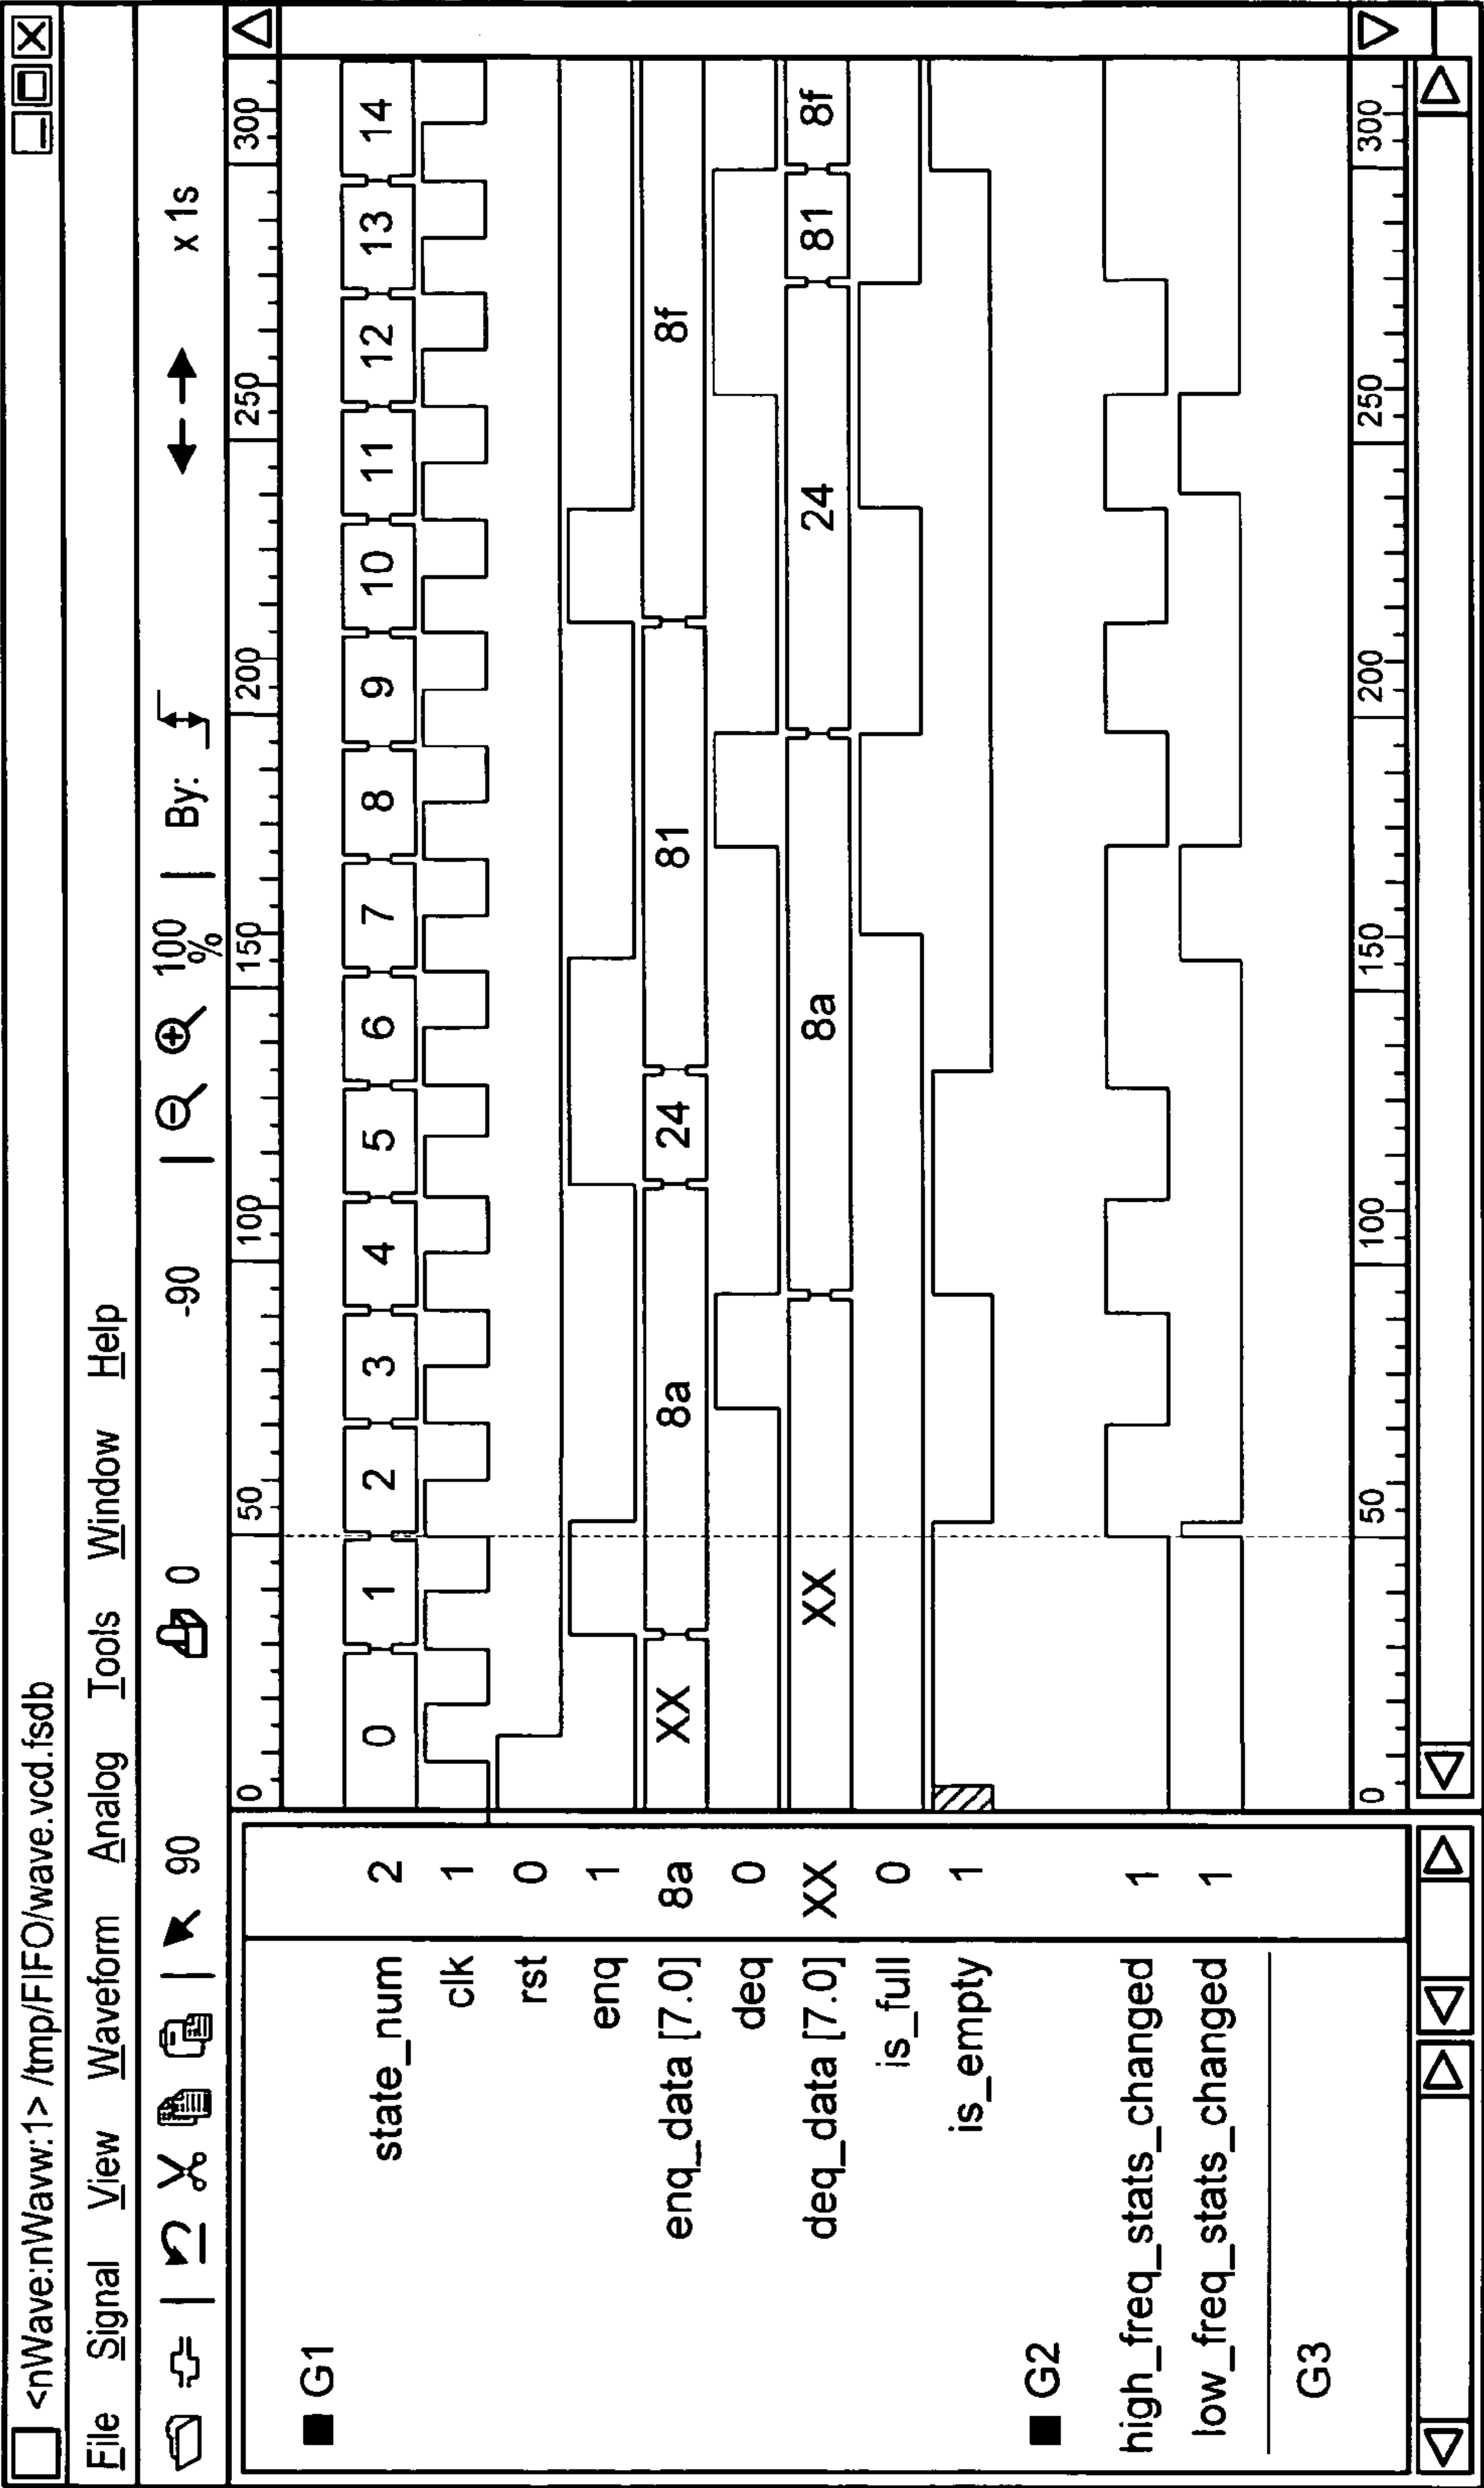 <nWave:nWavw:1> /tmp/FIFO/wave.vcd.fsdb
File Signal View Waveform Analog Tools Window Help
90 0 -90 100 % By: x 1s
0 50 100 150 200 250 300
G1
state_num 2 0 1 2 3 4 5 6 7 8 9 10 11 12 13 14
clk 1
rst 0
enq 1
enq_data [7.0] 8a XX 8a 24 81 8f
deq 0
deq_data [7.0] XX XX 8a 24 81 8f
is_full 0
is_empty 1
G2
high_freq_stats_changed 1
low_freq_stats_changed 1
G3
0 50 100 150 200 250 300